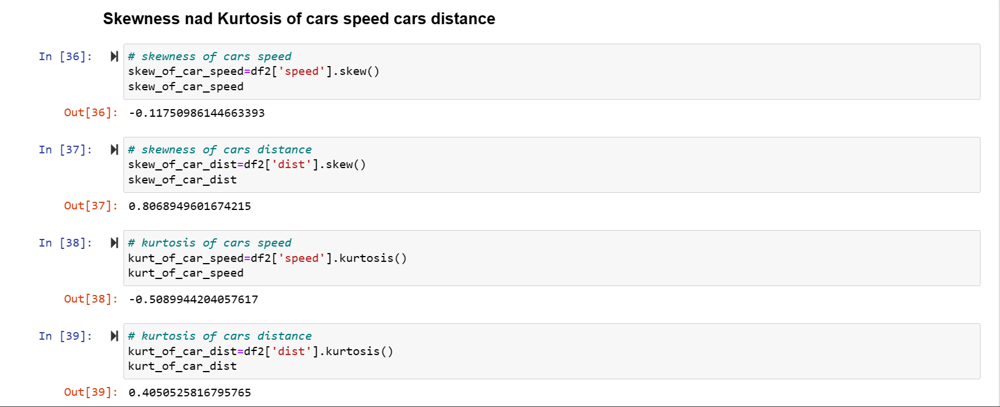 Skewness nad Kurtosis of cars speed cars distance
In [36]: # skewness of cars speed
skew_of_car_speed=df2['speed'].skew()
skew_of_car_speed
Out[36]: -0.11750986144663393
In [37]: # skewness of cars distance
skew_of_car_dist=df2['dist'].skew()
skew_of_car_dist
Out[37]: 0.8068949601674215
In [38]: # kurtosis of cars speed
kurt_of_car_speed=df2['speed'].kurtosis()
kurt_of_car_speed
Out[38]: -0.5089944204057617
In [39]: # kurtosis of cars distance
kurt_of_car_dist=df2['dist'].kurtosis()
kurt_of_car_dist
Out[39]: 0.4050525816795765